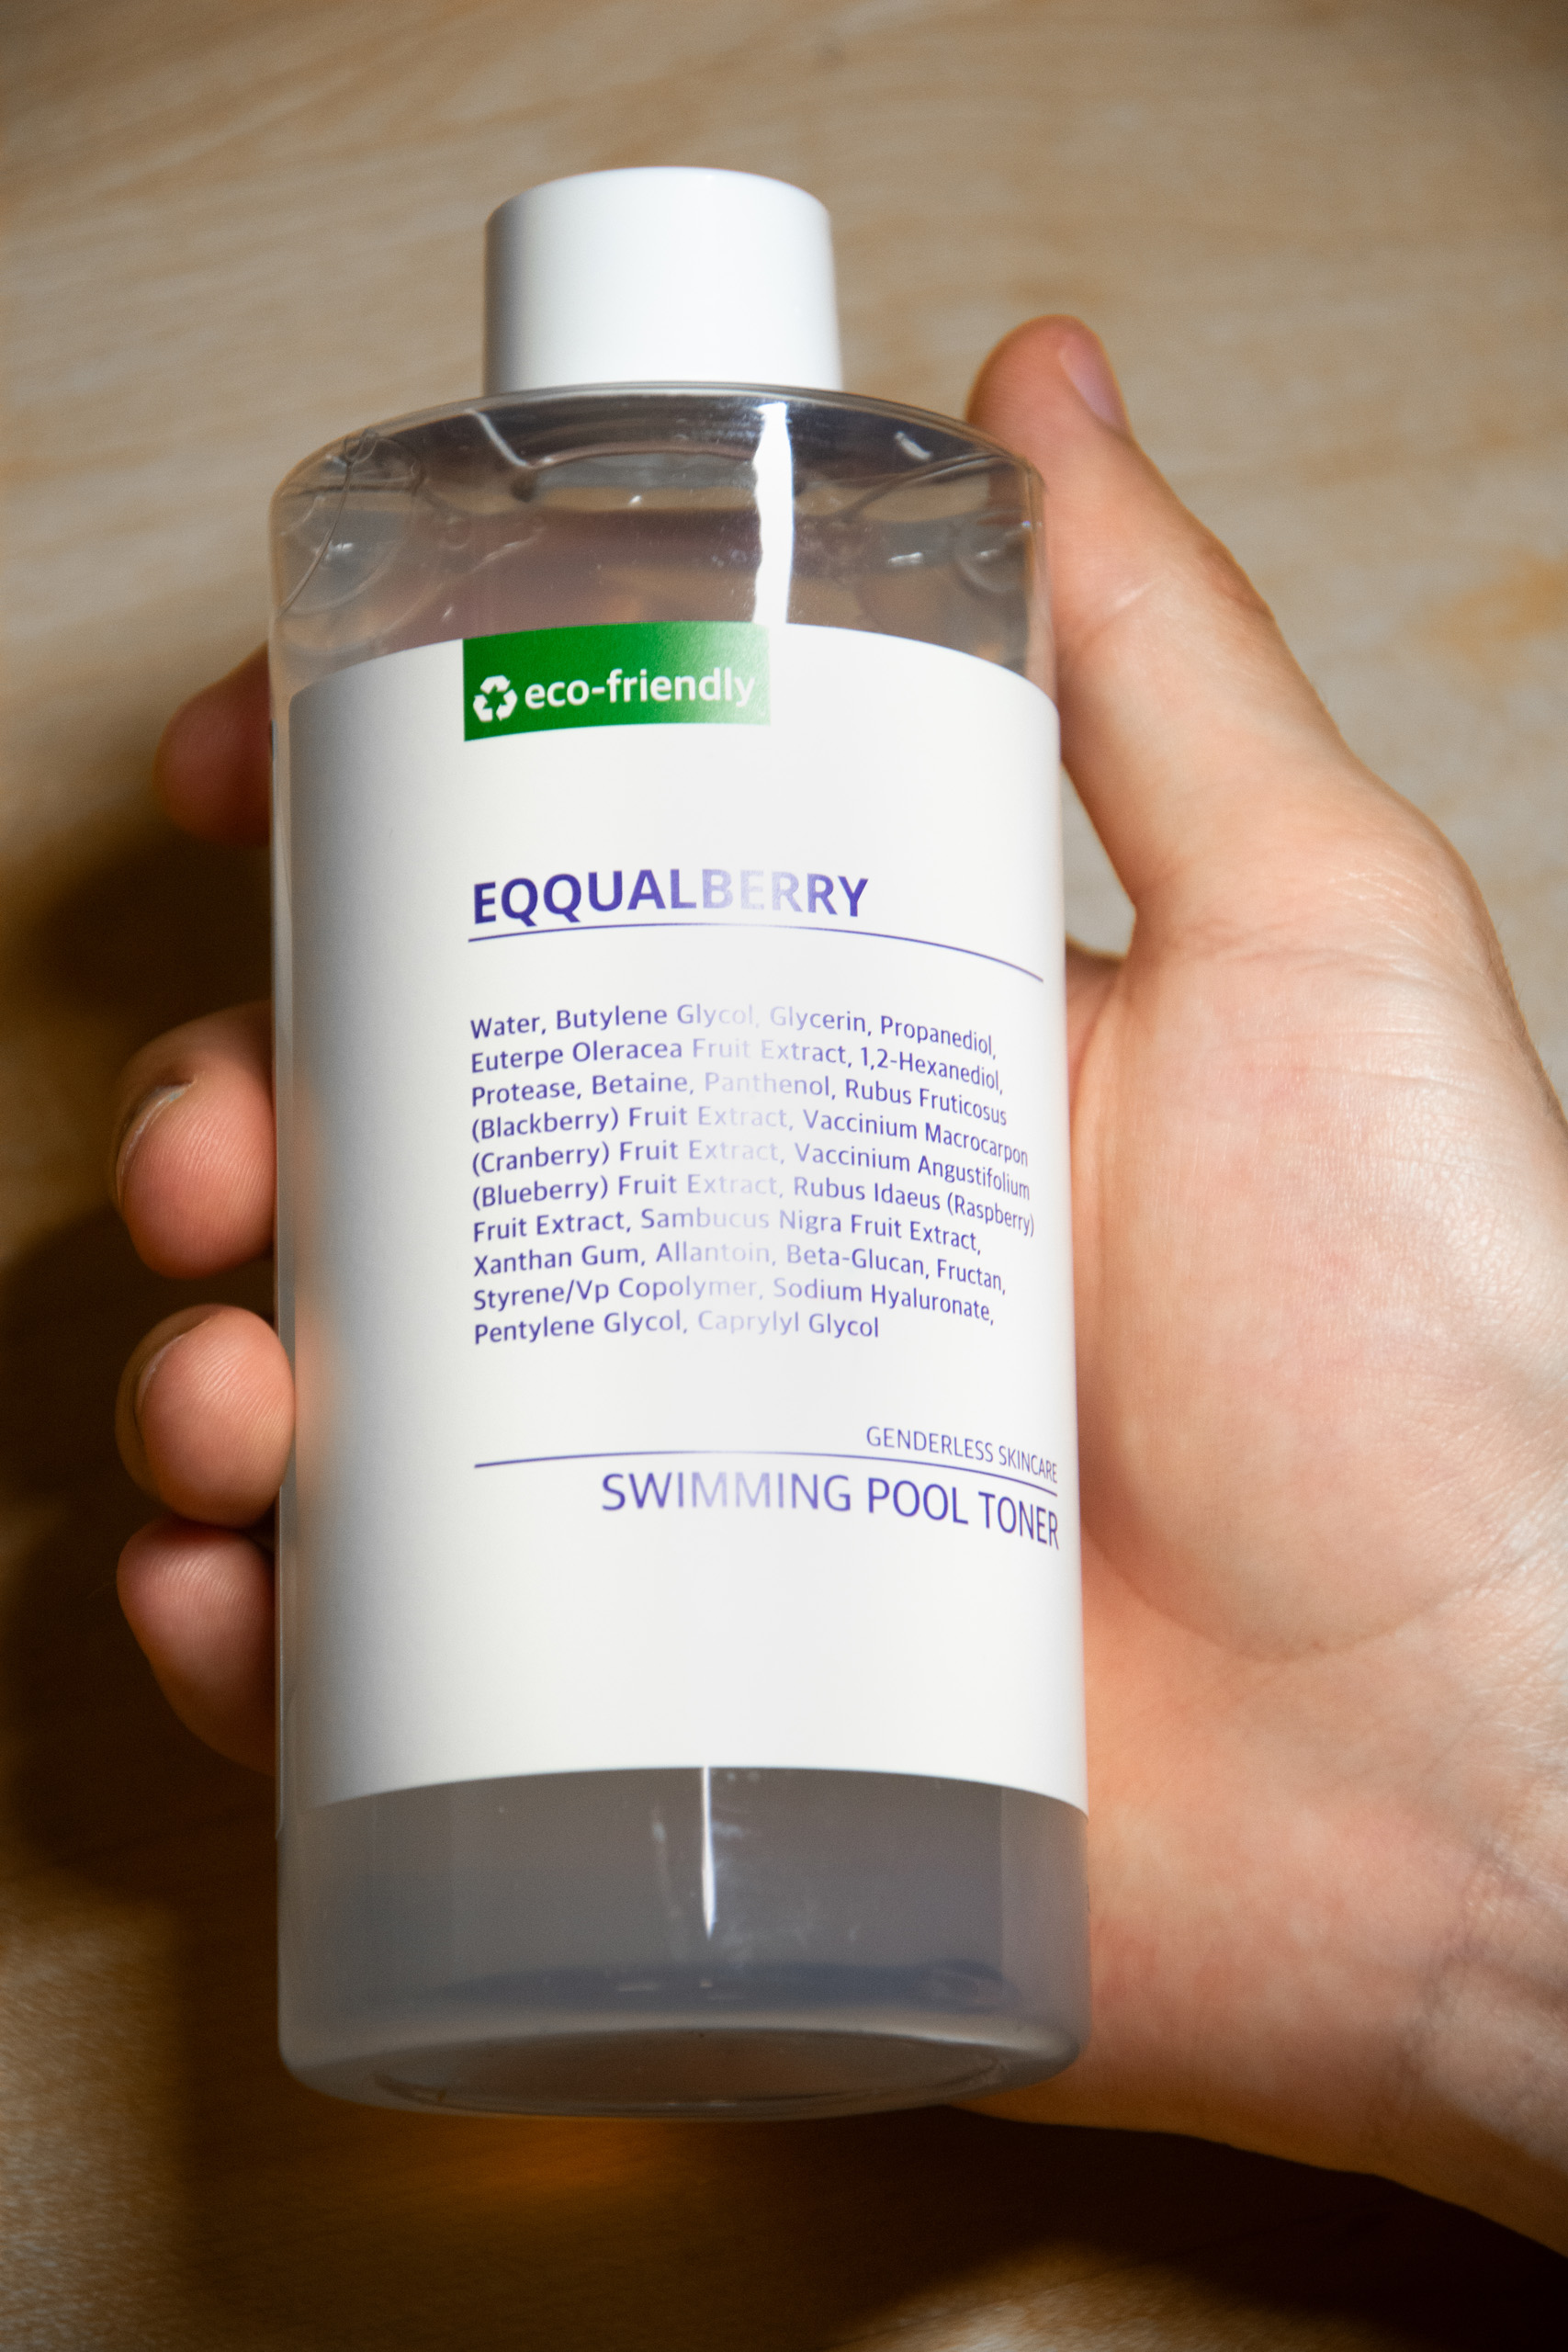 eco-friendly
EQQUALBERRY
Water, Butylene Glycol, Glycerin, Propanediol,
Euterpe Oleracea Fruit Extract, 1,2-Hexanediol,
Protease, Betaine, Panthenol, Rubus Fruticosus
(Blackberry) Fruit Extract, Vaccinium Macrocarpon
(Cranberry) Fruit Extract, Vaccinium Angustifolium
(Blueberry) Fruit Extract, Rubus Idaeus (Raspberry)
Fruit Extract, Sambucus Nigra Fruit Extract,
Xanthan Gum, Allantoin, Beta-Glucan, Fructan,
Styrene/Vp Copolymer, Sodium Hyaluronate,
Pentylene Glycol, Caprylyl Glycol
GENDERLESS SKINCARE
SWIMMING POOL TONER